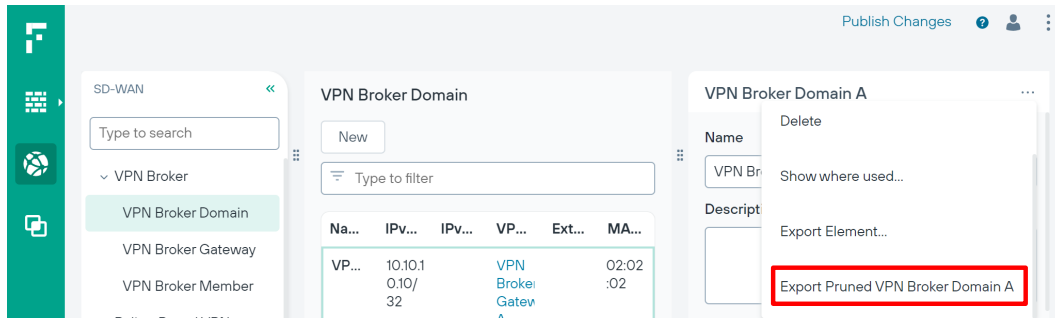 Publish Changes
SD-WAN
Type to search
VPN Broker
VPN Broker Domain
VPN Broker Gateway
VPN Broker Member
VPN Broker Domain
New
Type to filter
Na... IPv... IPv... VP... Ext... MA...
VP... 10.10.1 VPN 02:02
0.10/ Broker :02
32 Gatew
VPN Broker Domain A
Name
VPN Br
Descript
Delete
Show where used...
Export Element...
Export Pruned VPN Broker Domain A